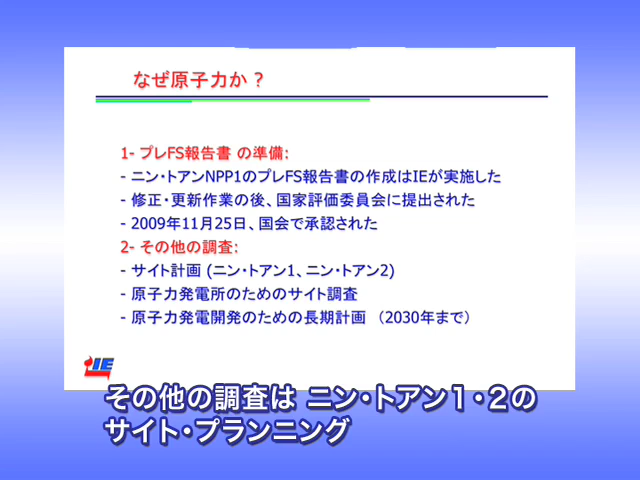 なぜ原子力か？
1- プレFS報告書 の準備:
- ニン・トアンNPP1のプレFS報告書の作成はIEが実施した
- 修正・更新作業の後、国家評価委員会に提出された
- 2009年11月25日、国会で承認された
2- その他の調査:
- サイト計画 (ニン・トアン1、ニン・トアン2)
- 原子力発電所のためのサイト調査
- 原子力発電開発のための長期計画 （2030年まで）
IE
その他の調査は ニン・トアン１・２の
サイト・プランニング